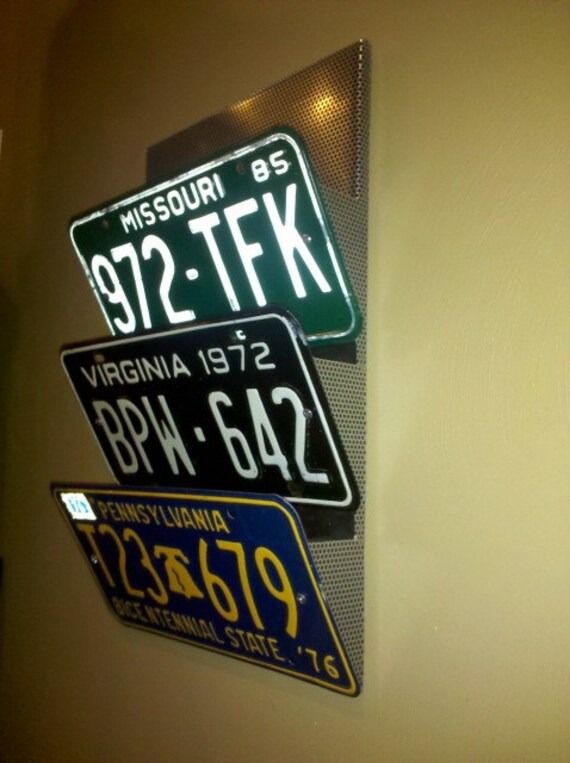 MISSOURI 85
972-TFK
VIRGINIA 1972
BPW·642
PENNSYLVANIA
T23 679
BICENTENNIAL STATE '76